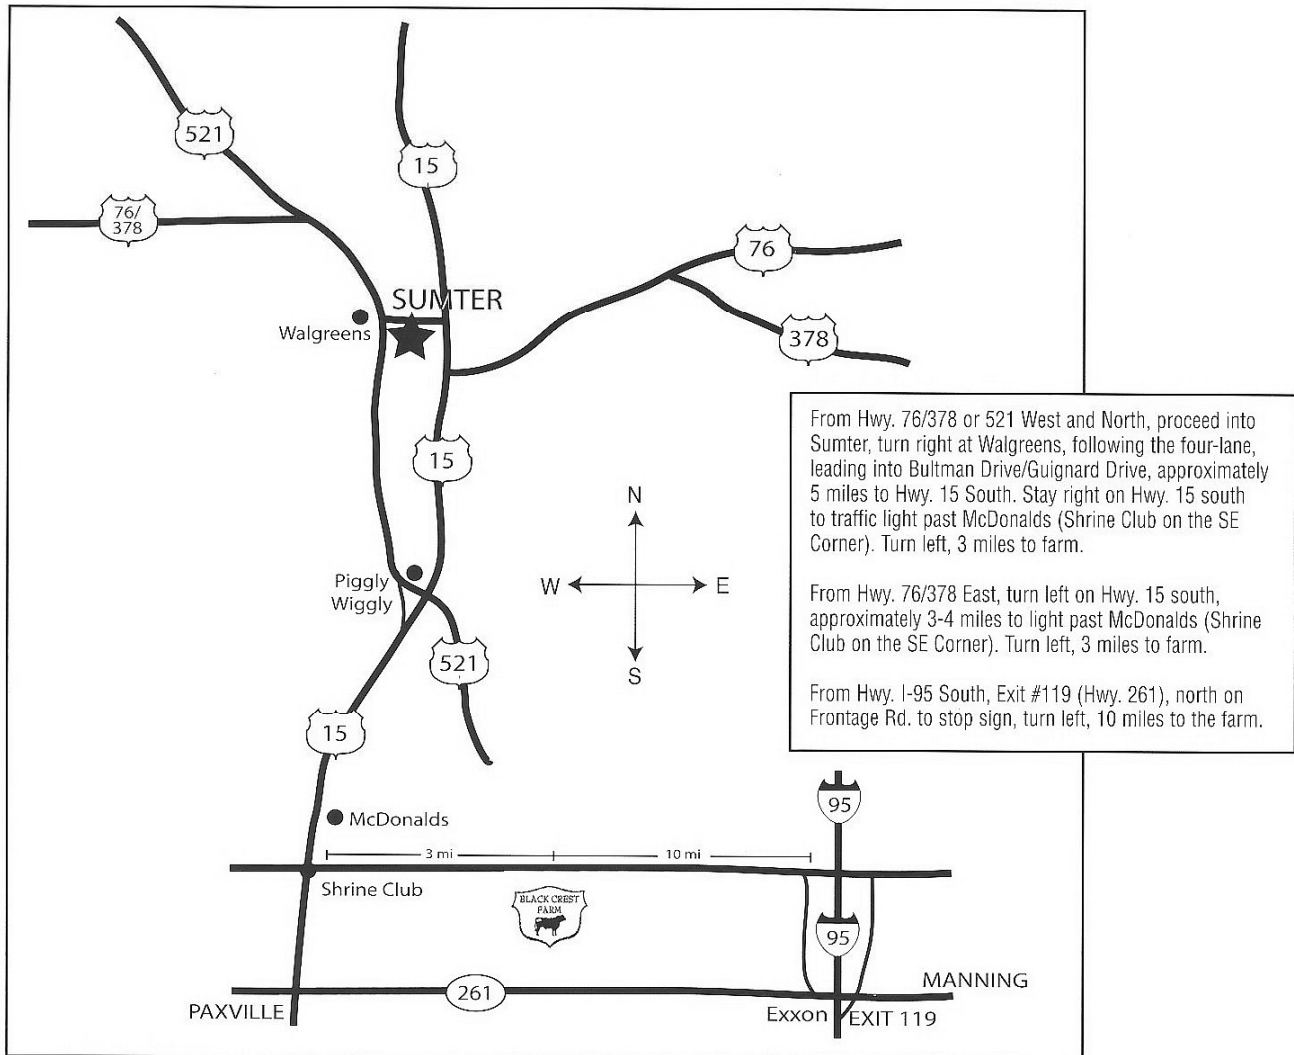 521
15
76/
378
76
SUMTER
Walgreens
378
From Hwy. 76/378 or 521 West and North, proceed into
Sumter, turn right at Walgreens, following the four-lane,
leading into Bultman Drive/Guignard Drive, approximately
5 miles to Hwy. 15 South. Stay right on Hwy. 15 south
to traffic light past McDonalds (Shrine Club on the SE
Corner). Turn left, 3 miles to farm.
From Hwy. 76/378 East, turn left on Hwy. 15 south,
approximately 3-4 miles to light past McDonalds (Shrine
Club on the SE Corner). Turn left, 3 miles to farm.
From Hwy. I-95 South, Exit #119 (Hwy. 261), north on
Frontage Rd. to stop sign, turn left, 10 miles to the farm.
15
N
W
E
S
Piggly
Wiggly
521
15
95
McDonalds
3 mi
10 mi
Shrine Club
BLACK CREST
FARM
95
MANNING
261
PAXVILLE
Exxon
EXIT 119